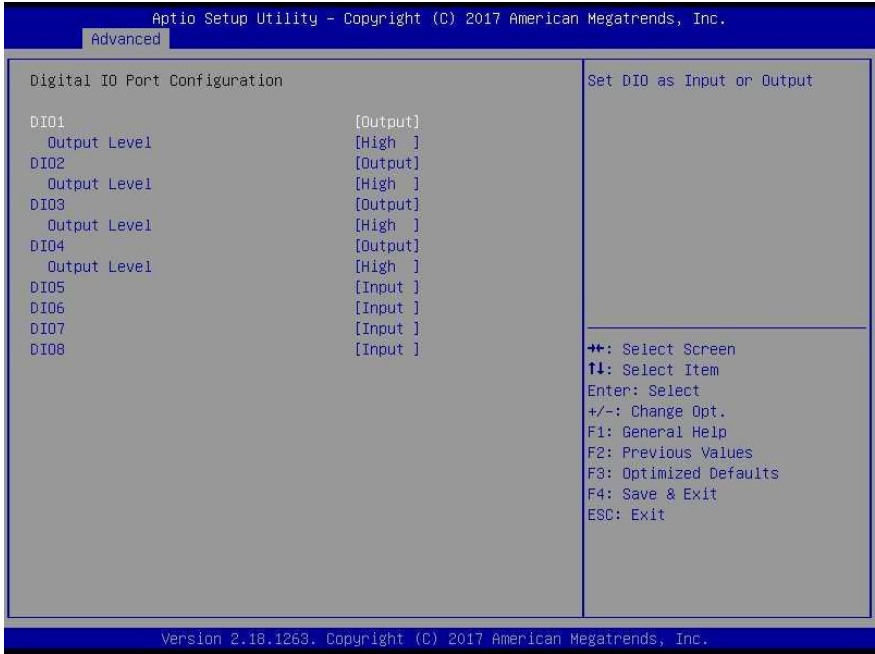 Aptio Setup Utility – Copyright (C) 2017 American Megatrends, Inc.
Advanced
Digital IO Port Configuration
DIO1 [Output]
Output Level [High ]
DIO2 [Output]
Output Level [High ]
DIO3 [Output]
Output Level [High ]
DIO4 [Output]
Output Level [High ]
DIO5 [Input ]
DIO6 [Input ]
DIO7 [Input ]
DIO8 [Input ]
Set DIO as Input or Output
→←: Select Screen
↑↓: Select Item
Enter: Select
+/-: Change Opt.
F1: General Help
F2: Previous Values
F3: Optimized Defaults
F4: Save & Exit
ESC: Exit
Version 2.18.1263. Copyright (C) 2017 American Megatrends, Inc.